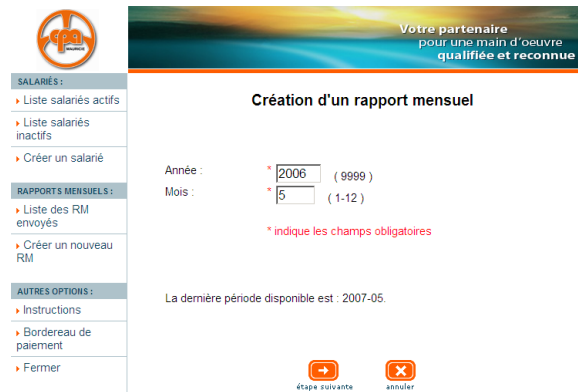 cpa
MAURICIE
Votre partenaire
pour une main d'oeuvre
qualifiée et reconnue
SALARIÉS :
Liste salariés actifs
Liste salariés
inactifs
Créer un salarié
RAPPORTS MENSUELS :
Liste des RM
envoyés
Créer un nouveau
RM
AUTRES OPTIONS :
Instructions
Bordereau de
paiement
Fermer
Création d'un rapport mensuel
Année : * 2006 ( 9999 )
Mois : * 5 ( 1-12 )
* indique les champs obligatoires
La dernière période disponible est : 2007-05.
étape suivante
annuler